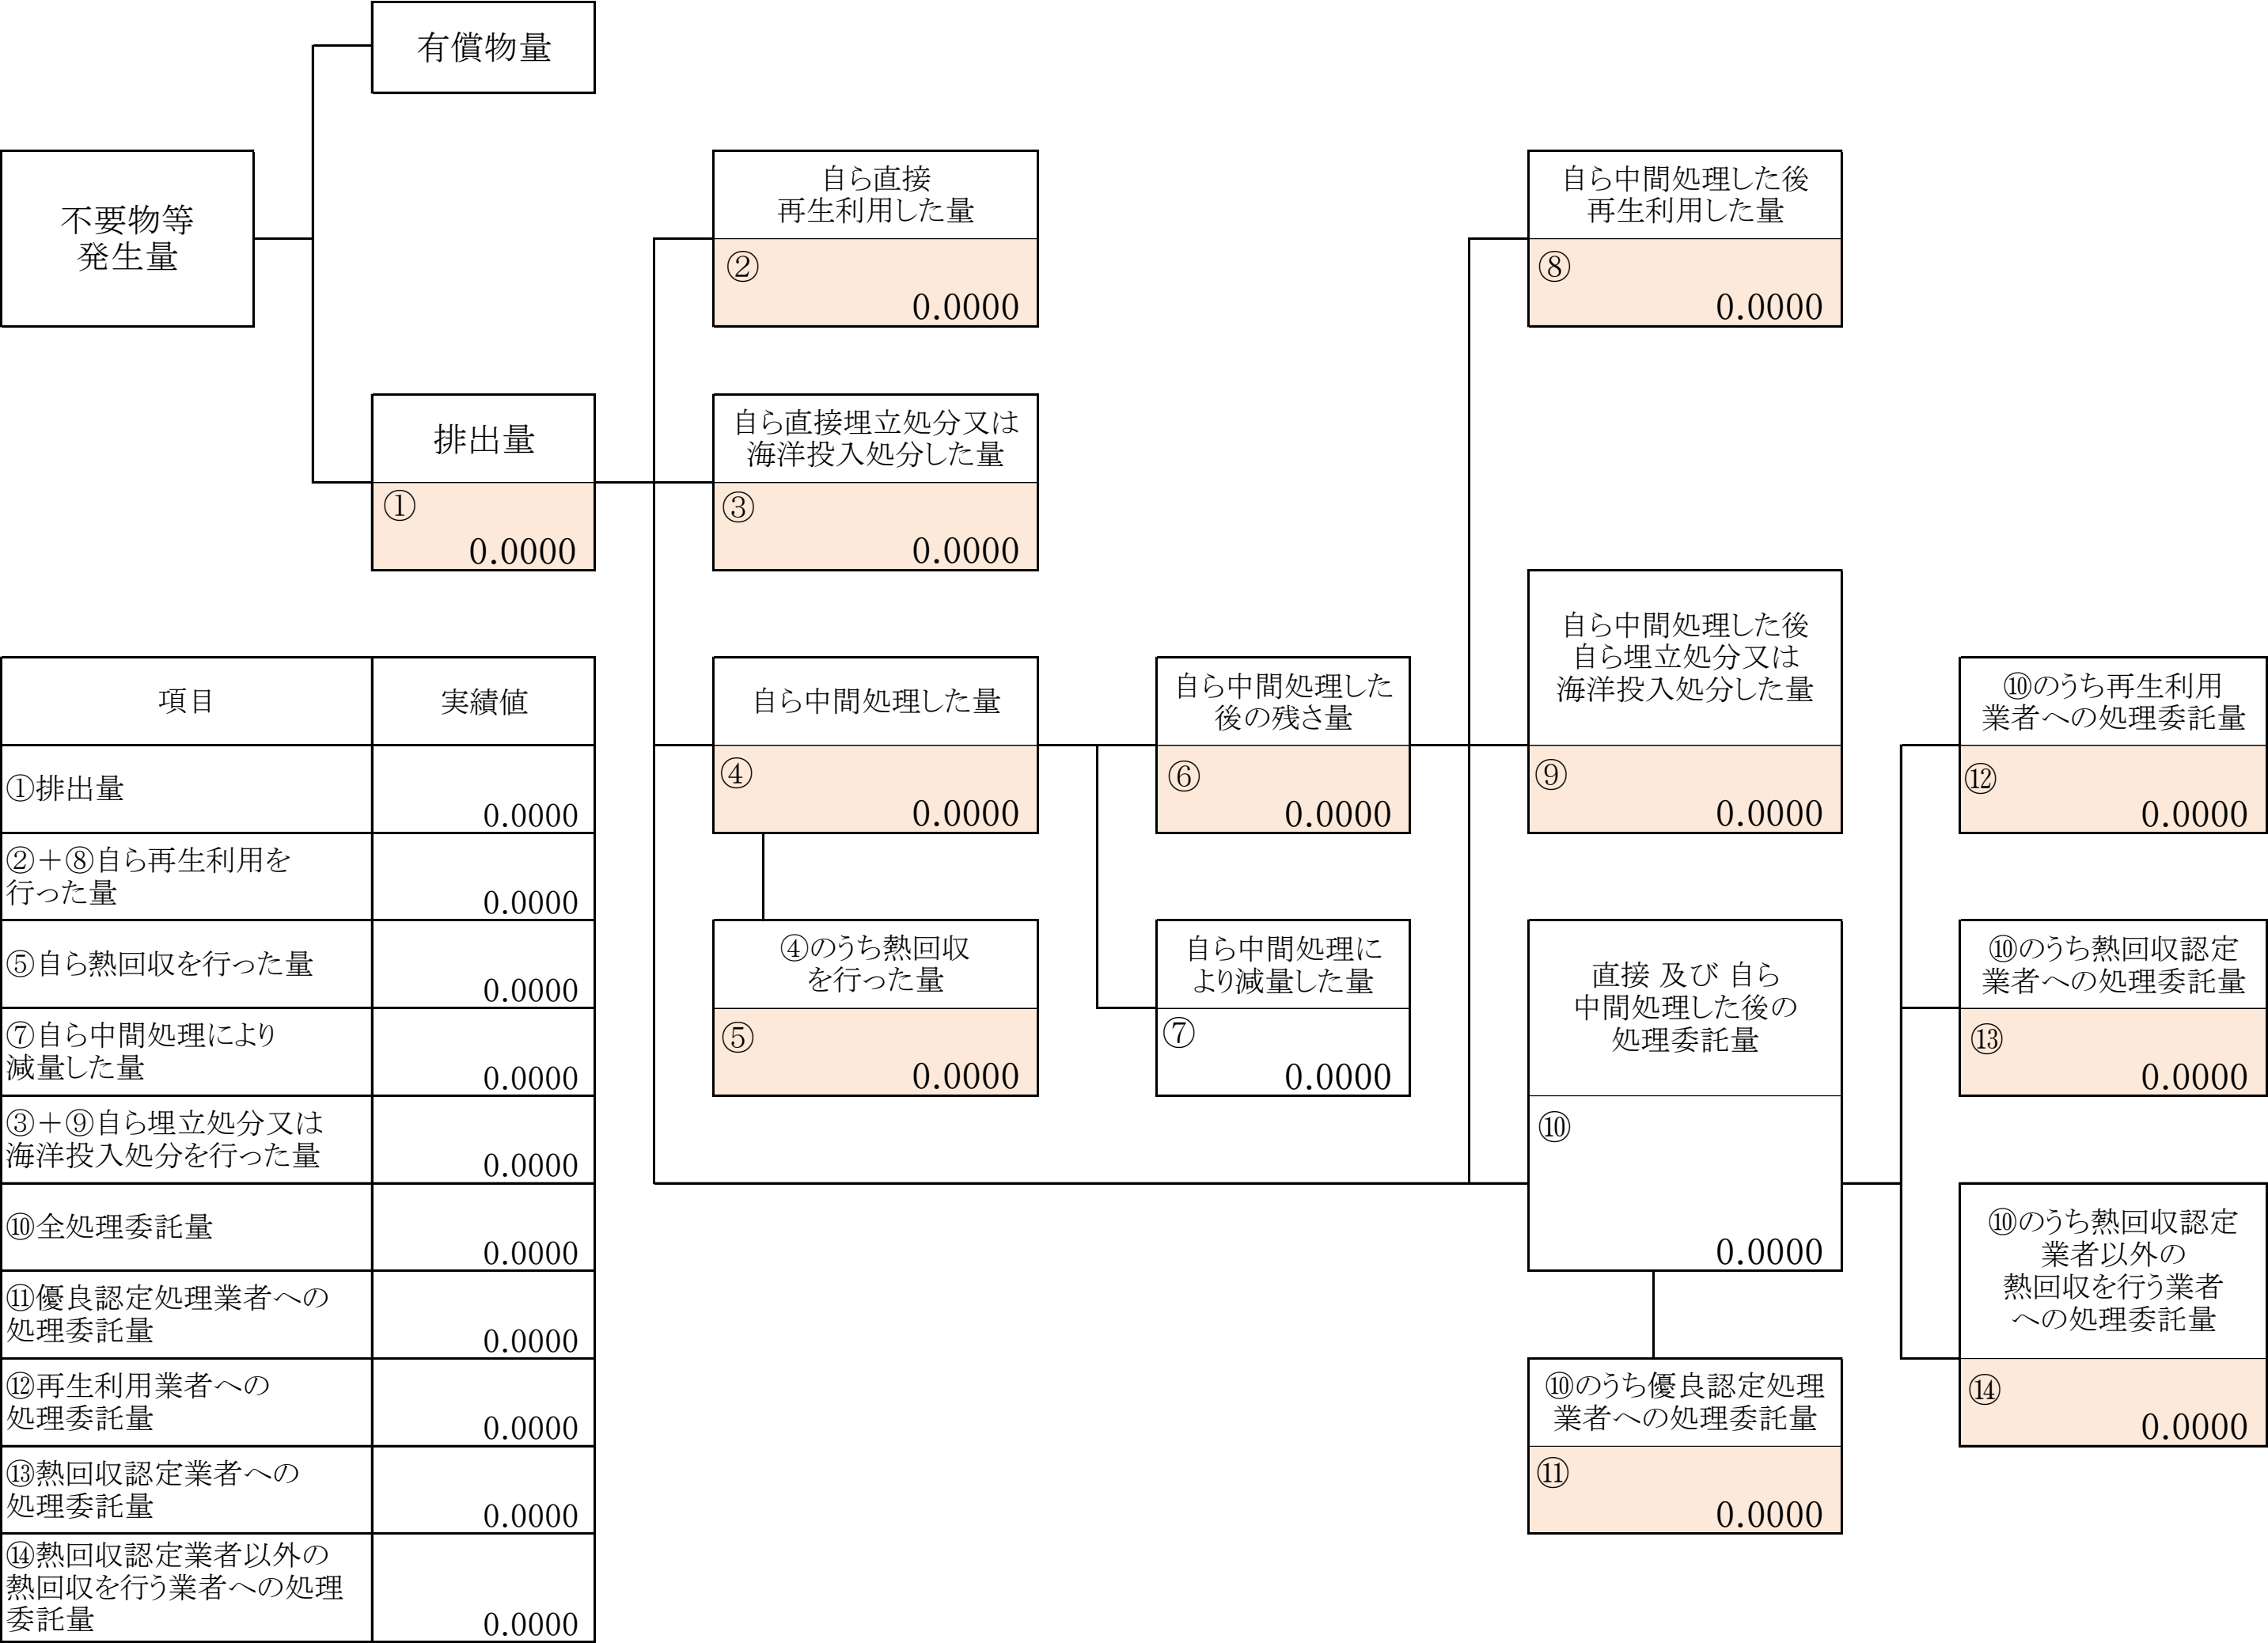 有償物量
不要物等
発生量
排出量
①
0.0000
自ら直接
再生利用した量
②
0.0000
自ら直接埋立処分又は
海洋投入処分した量
③
0.0000
自ら中間処理した量
④
0.0000
④のうち熱回収
を行った量
⑤
0.0000
自ら中間処理した
後の残さ量
⑥
0.0000
自ら中間処理に
より減量した量
⑦
0.0000
自ら中間処理した後
再生利用した量
⑧
0.0000
自ら中間処理した後
自ら埋立処分又は
海洋投入処分した量
⑨
0.0000
直接 及び 自ら
中間処理した後の
処理委託量
⑩
0.0000
⑩のうち優良認定処理
業者への処理委託量
⑪
0.0000
⑩のうち再生利用
業者への処理委託量
⑫
0.0000
⑩のうち熱回収認定
業者への処理委託量
⑬
0.0000
⑩のうち熱回収認定
業者以外の
熱回収を行う業者
への処理委託量
⑭
0.0000
項目 実績値
①排出量
0.0000
②＋⑧自ら再生利用を
行った量
0.0000
⑤自ら熱回収を行った量
0.0000
⑦自ら中間処理により
減量した量
0.0000
③＋⑨自ら埋立処分又は
海洋投入処分を行った量
0.0000
⑩全処理委託量
0.0000
⑪優良認定処理業者への
処理委託量
0.0000
⑫再生利用業者への
処理委託量
0.0000
⑬熱回収認定業者への
処理委託量
0.0000
⑭熱回収認定業者以外の
熱回収を行う業者への処理
委託量
0.0000